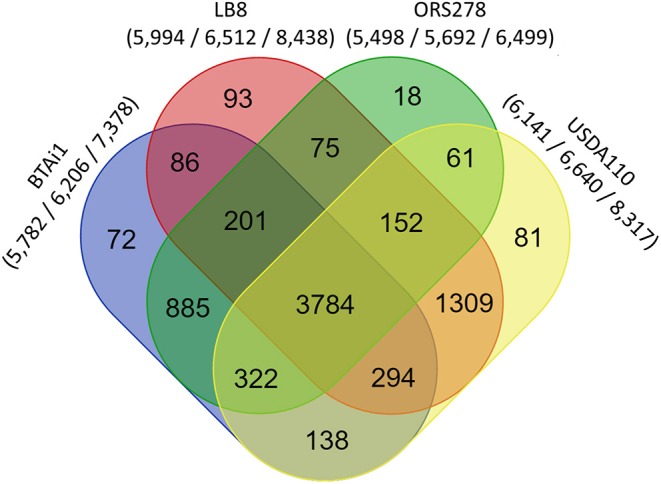 LB8
(5,994 / 6,512 / 8,438)
ORS278
(5,498 / 5,692 / 6,499)
BTAi1
(5,782 / 6,206 / 7,378)
USDA110
(6,141 / 6,640 / 8,317)
93
18
86
75
61
72
201
152
81
885
3784
1309
322
294
138